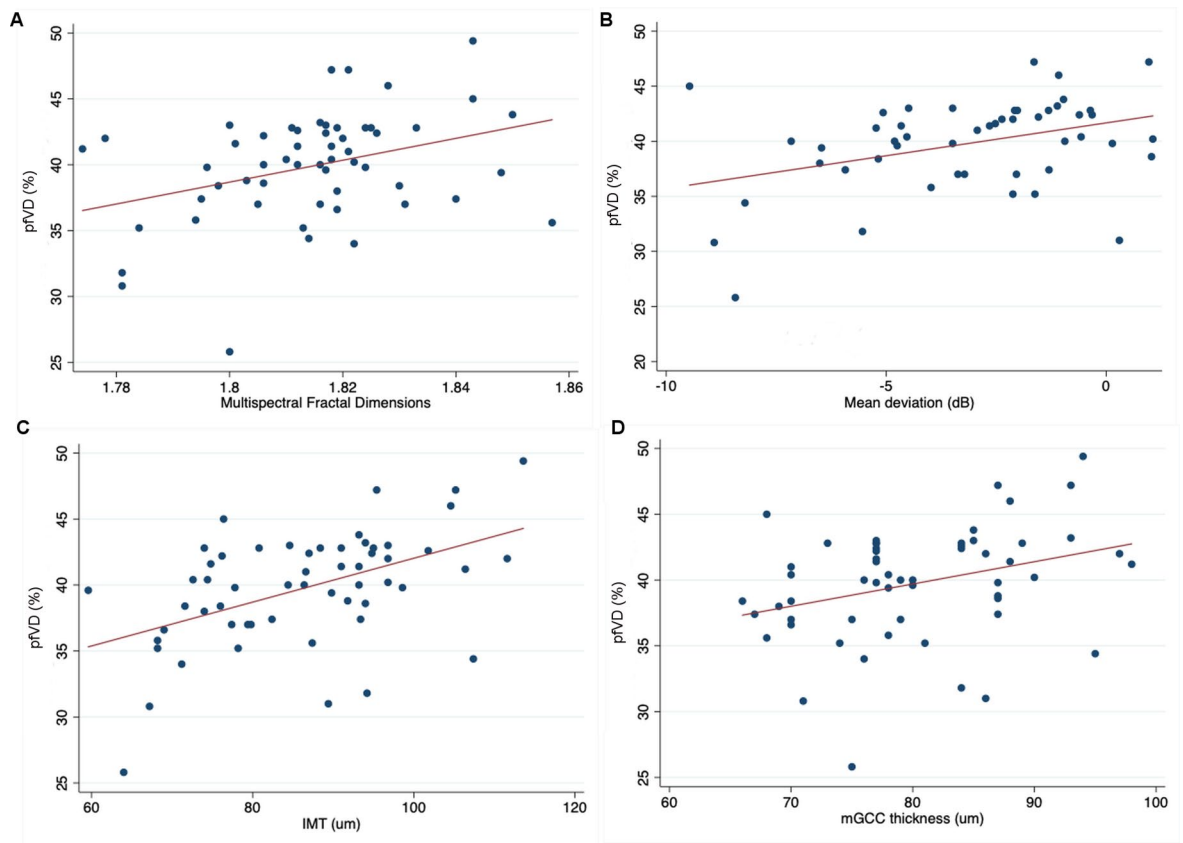 A
50
45
40
35
30
25
pfVD (%)
1.78 1.8 1.82 1.84 1.86
Multispectral Fractal Dimensions
B
50
45
40
35
30
25
20
pfVD (%)
-10 -5 0
Mean deviation (dB)
C
50
45
40
35
30
25
pfVD (%)
60 80 100 120
IMT (um)
D
50
45
40
35
30
25
pfVD (%)
60 70 80 90 100
mGCC thickness (um)